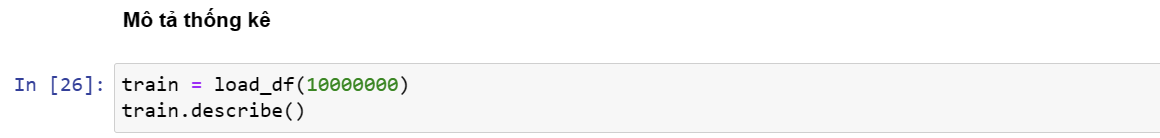 Mô tả thống kê
In [26]: train = load_df(10000000)
train.describe()